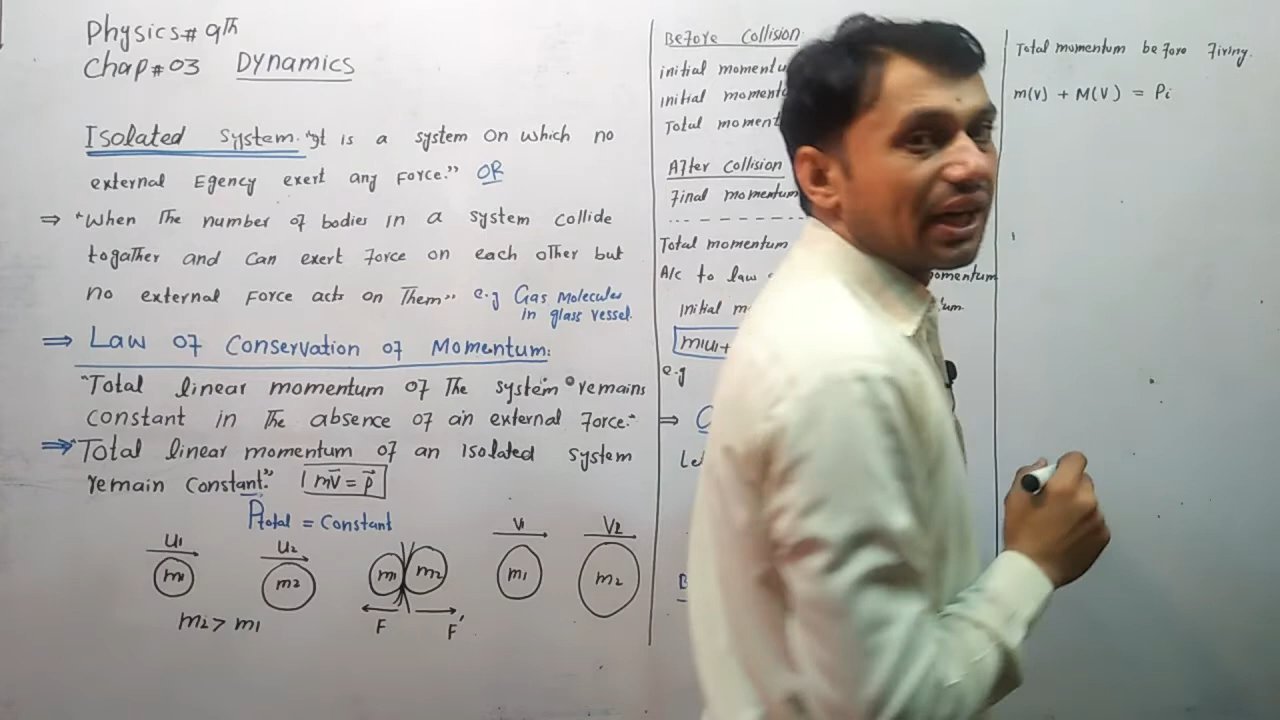 Physics# 9th
Chap#03 Dynamics
Isolated System. "It is a system on which no
external Egency exert any Force." OR
⇒ "When The number of bodies in a system collide
togather and can exert Force on each other but
no external Force acts on Them" e.g Gas Molecules
in glass vessel.
⇒ Law of Conservation of Momentum:
"Total linear momentum of The system remains
constant in The absence of an external Force."
⇒ "Total linear momentum of an Isolated system
remain Constant." m\vec{v} = \vec{p}
Ptotal = Constant
u1 u2 v1 v2
m1 m2 m1 m2 m1 m2
m2 > m1
F F'
Before Collision
initial
initial
Total
After Collision
Final momentum
Total momentum
A/c to law momentum
initial
m1u1+
e.g
⇒
Total momentum before Firing.
m(v) + M(V) = Pi